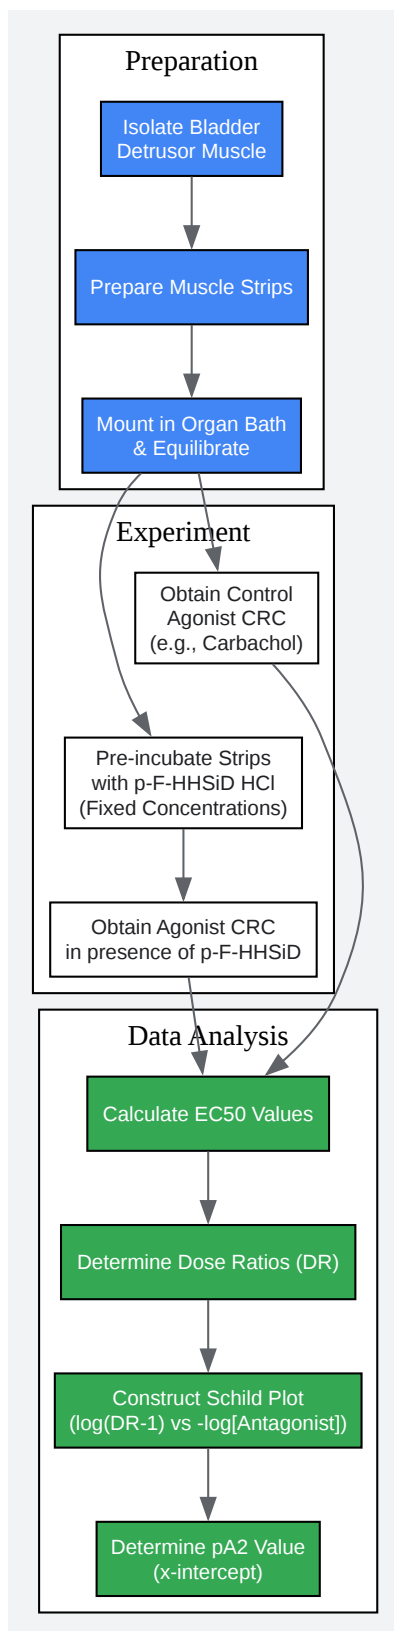 Preparation
Isolate Bladder
Detrusor Muscle
Prepare Muscle Strips
Mount in Organ Bath
& Equilibrate
Experiment
Obtain Control
Agonist CRC
(e.g., Carbachol)
Pre-incubate Strips
with p-F-HHSiD HCl
(Fixed Concentrations)
Obtain Agonist CRC
in presence of p-F-HHSiD
Data Analysis
Calculate EC50 Values
Determine Dose Ratios (DR)
Construct Schild Plot
(log(DR-1) vs -log[Antagonist])
Determine pA2 Value
(x-intercept)